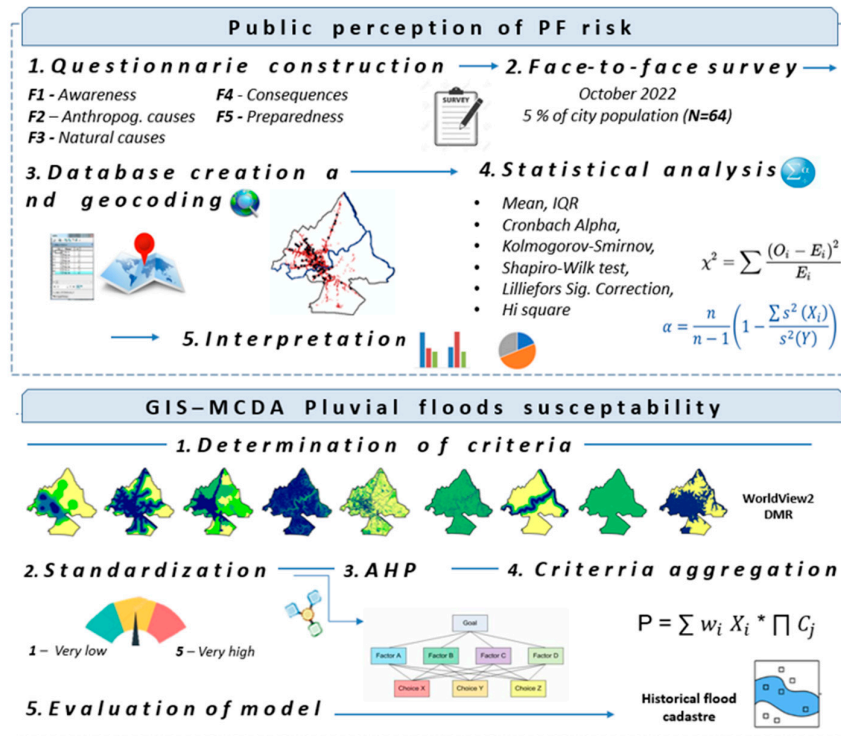 Public perception of PF risk
1. Questionnarie construction
2. Face-to-face survey
F1 - Awareness
F4 - Consequences
F2 – Anthropog. causes
F5 - Preparedness
F3 - Natural causes
SURVEY
October 2022
5 % of city population (N=64)
3. Database creation a
nd geocoding
4. Statistical analysis
Σα
• Mean, IQR
• Cronbach Alpha,
• Kolmogorov-Smirnov,
• Shapiro-Wilk test,
• Lilliefors Sig. Correction,
• Hi square
χ² = ∑ (Oᵢ − Eᵢ)² / Eᵢ
α = n / (n − 1) (1 − ∑ s² (Xᵢ) / s²(Y))
5. Interpretation
GIS–MCDA Pluvial floods susceptability
1. Determination of criteria
WorldView2
DMR
2. Standardization
3. AHP
4. Criterria aggregation
1 – Very low
5 – Very high
Goal
Factor A
Factor B
Factor C
Factor D
Choice X
Choice Y
Choice Z
P = ∑ wᵢ Xᵢ * ∏ Cⱼ
5. Evaluation of model
Historical flood
cadastre